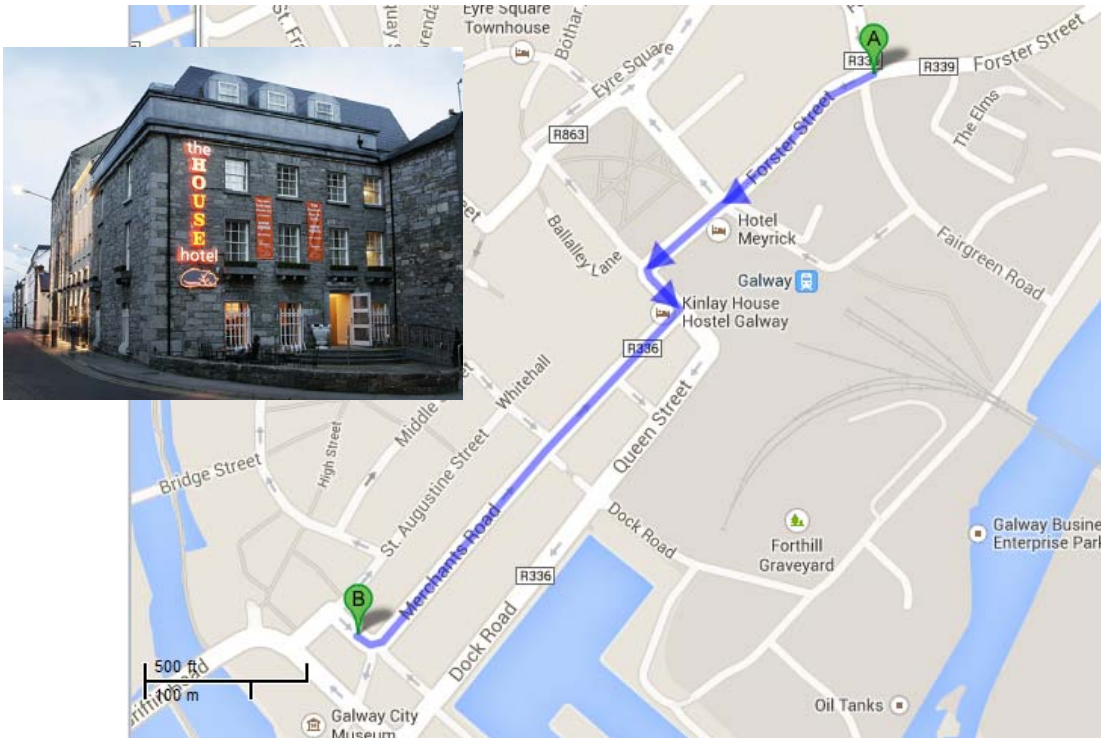 Eyre Square
Townhouse
Bóthar
Eyre Square
A
R339
Forster Street
R863
The Elms
Forster Street
the
HOUSE
hotel
Hotel
Meyrick
Ballalley Lane
Fairgreen Road
Galway
Kinlay House
Hostel Galway
R336
Whitehall
Queen Street
Bridge Street
High Street
St. Augustine Street
Dock Road
Merchants Road
Forthill
Graveyard
Galway Busine
Enterprise Park
R336
B
Dock Road
500 ft
100 m
Oil Tanks
Galway City
Museum